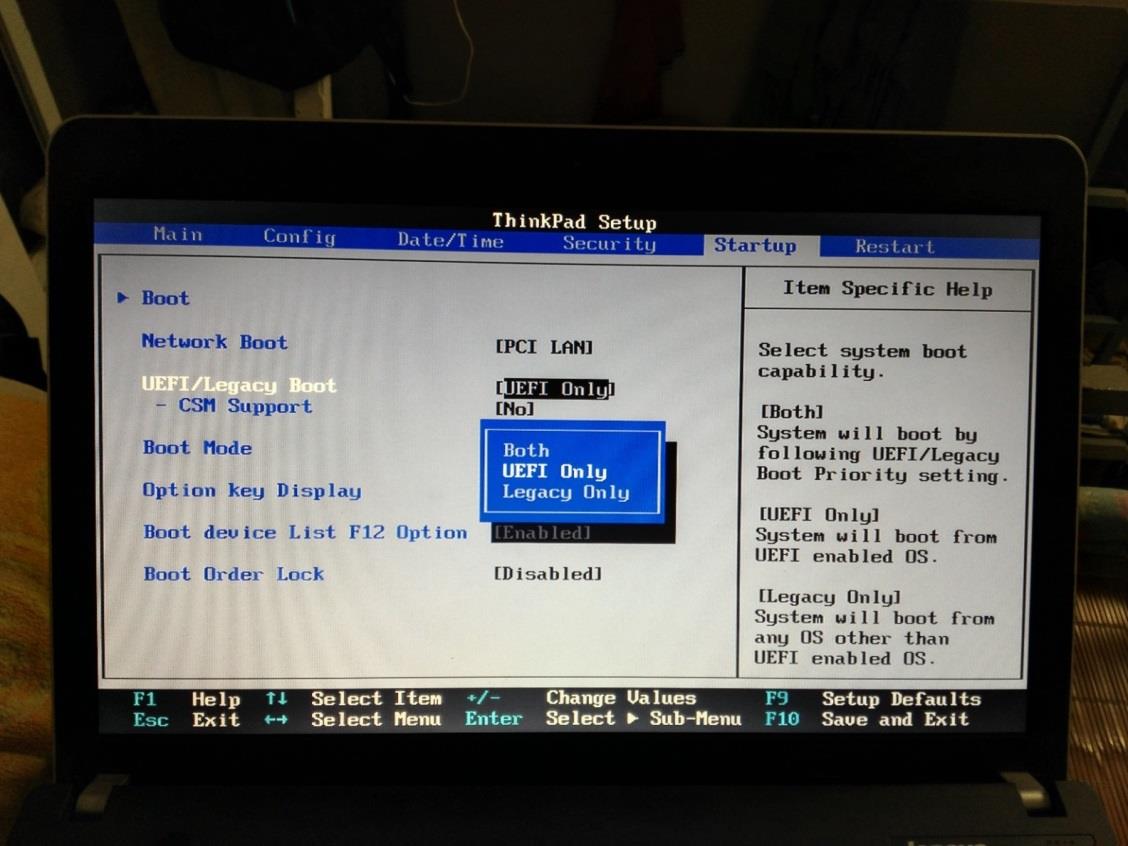 ThinkPad Setup
Main Config Date/Time Security Startup Restart
Boot
Network Boot [PCI LAN]
UEFI/Legacy Boot [UEFI Only]
- CSM Support [No]
Boot Mode
Option key Display
Boot device List F12 Option [Enabled]
Boot Order Lock [Disabled]
Both
UEFI Only
Legacy Only
Item Specific Help
Select system boot
capability.
[Both]
System will boot by
following UEFI/Legacy
Boot Priority setting.
[UEFI Only]
System will boot from
UEFI enabled OS.
[Legacy Only]
System will boot from
any OS other than
UEFI enabled OS.
F1 Help ↑↓ Select Item +/- Change Values F9 Setup Defaults
Esc Exit ←→ Select Menu Enter Select ▶ Sub-Menu F10 Save and Exit